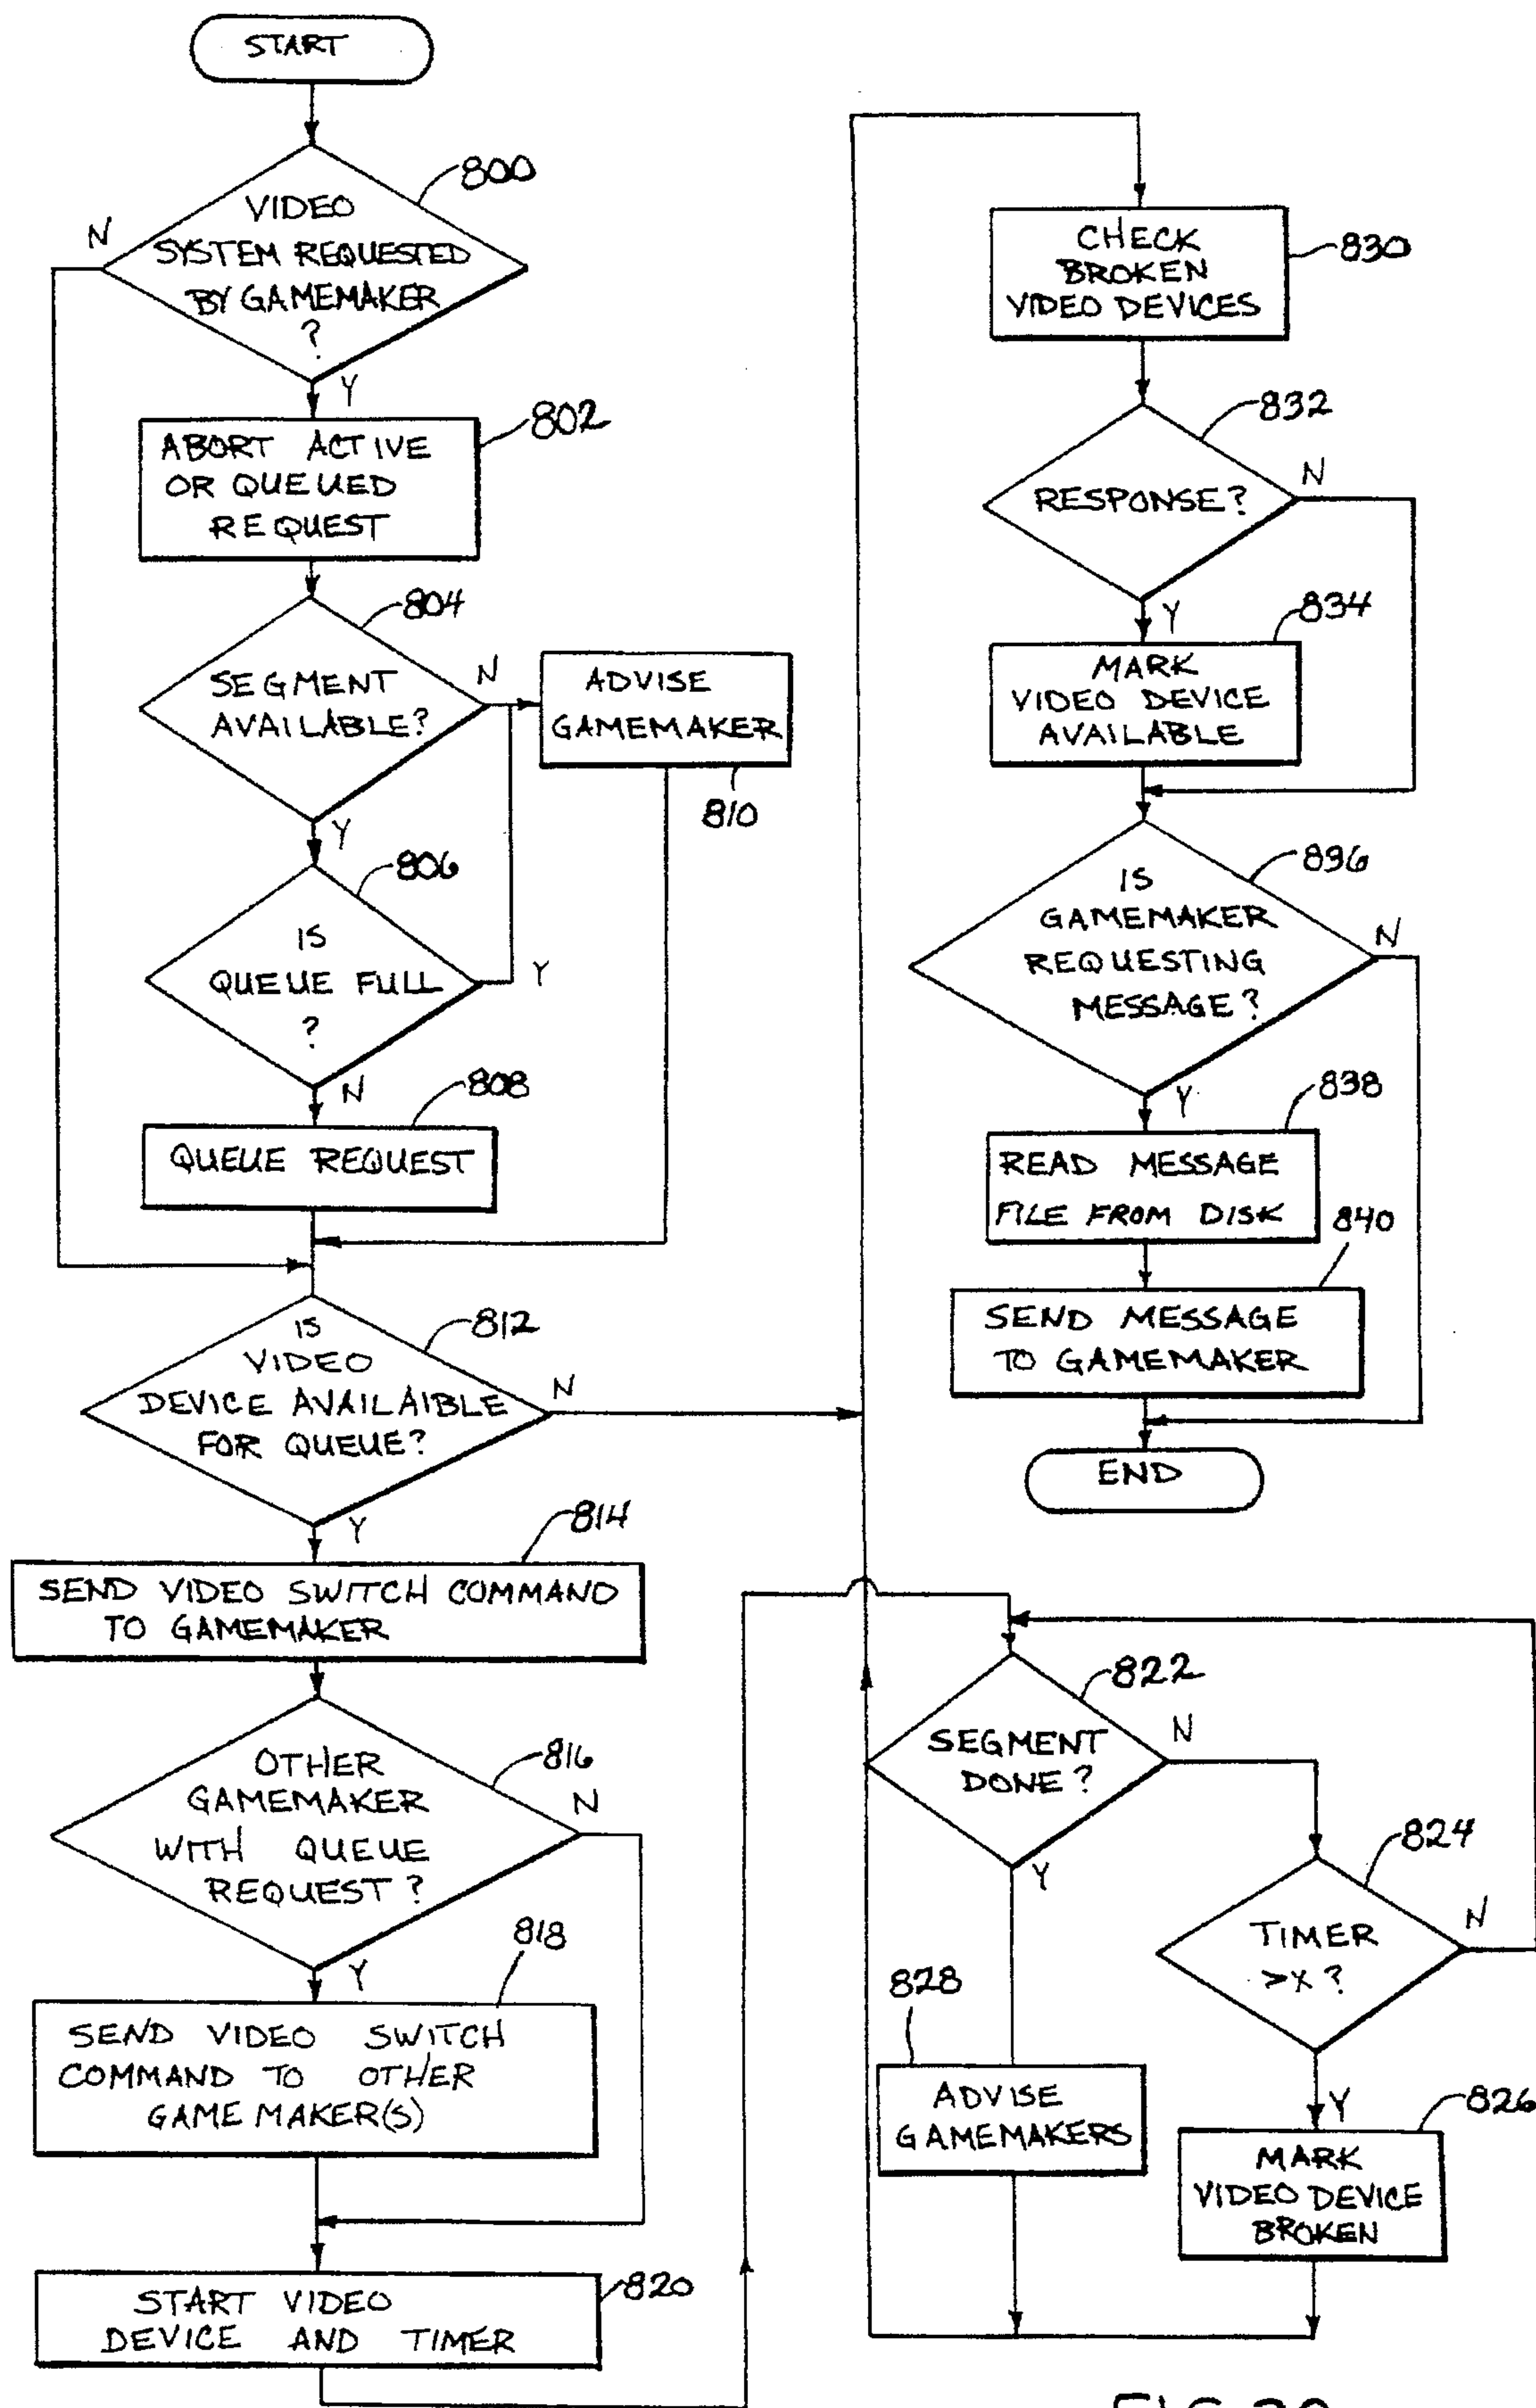 START
800
N
VIDEO
SYSTEM REQUESTED
BY GAMEMAKER
?
Y
802
ABORT ACTIVE
OR QUEUED
REQUEST
804
SEGMENT
AVAILABLE?
N
ADVISE
GAMEMAKER
810
Y
806
IS
QUEUE FULL
?
Y
N
808
QUEUE REQUEST
812
IS
VIDEO
DEVICE AVAILAIBLE
FOR QUEUE?
N
Y
814
SEND VIDEO SWITCH COMMAND
TO GAMEMAKER
816
OTHER
GAMEMAKER
WITH QUEUE
REQUEST?
N
Y
818
SEND VIDEO SWITCH
COMMAND TO OTHER
GAME MAKER(S)
820
START VIDEO
DEVICE AND TIMER
822
SEGMENT
DONE?
N
Y
824
TIMER
>X?
N
Y
826
MARK
VIDEO DEVICE
BROKEN
828
ADVISE
GAMEMAKERS
CHECK
BROKEN
VIDEO DEVICES
830
832
RESPONSE?
N
Y
834
MARK
VIDEO DEVICE
AVAILABLE
836
IS
GAMEMAKER
REQUESTING
MESSAGE?
N
Y
838
READ MESSAGE
FILE FROM DISK
840
SEND MESSAGE
TO GAMEMAKER
END